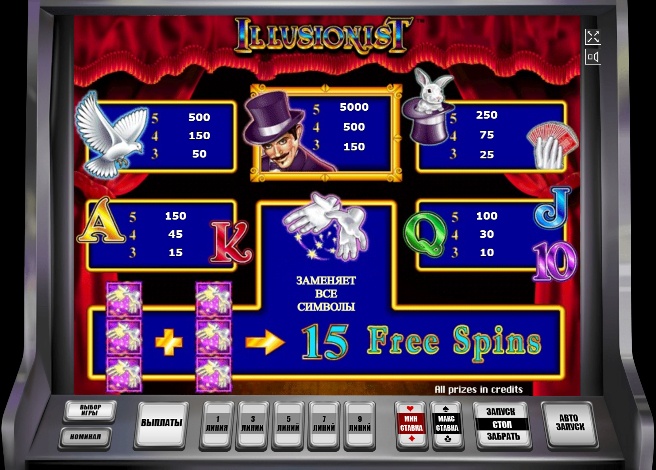 ILLUSIONIST™
5 500
4 150
3 50
5 5000
4 500
3 150
5 250
4 75
3 25
A K
5 150
4 45
3 15
ЗАМЕНЯЕТ
ВСЕ
СИМВОЛЫ
Q J 10
5 100
4 30
3 10
+ 15 Free Spins
All prizes in credits
ВЫБОР
ИГРЫ
НОМИНАЛ
ВЫПЛАТЫ
1
ЛИНИЯ
3
ЛИНИИ
5
ЛИНИЙ
7
ЛИНИЙ
9
ЛИНИЙ
МИН
СТАВКА
МАКС
СТАВКА
ЗАПУСК
СТОП
ЗАБРАТЬ
АВТО
ЗАПУСК